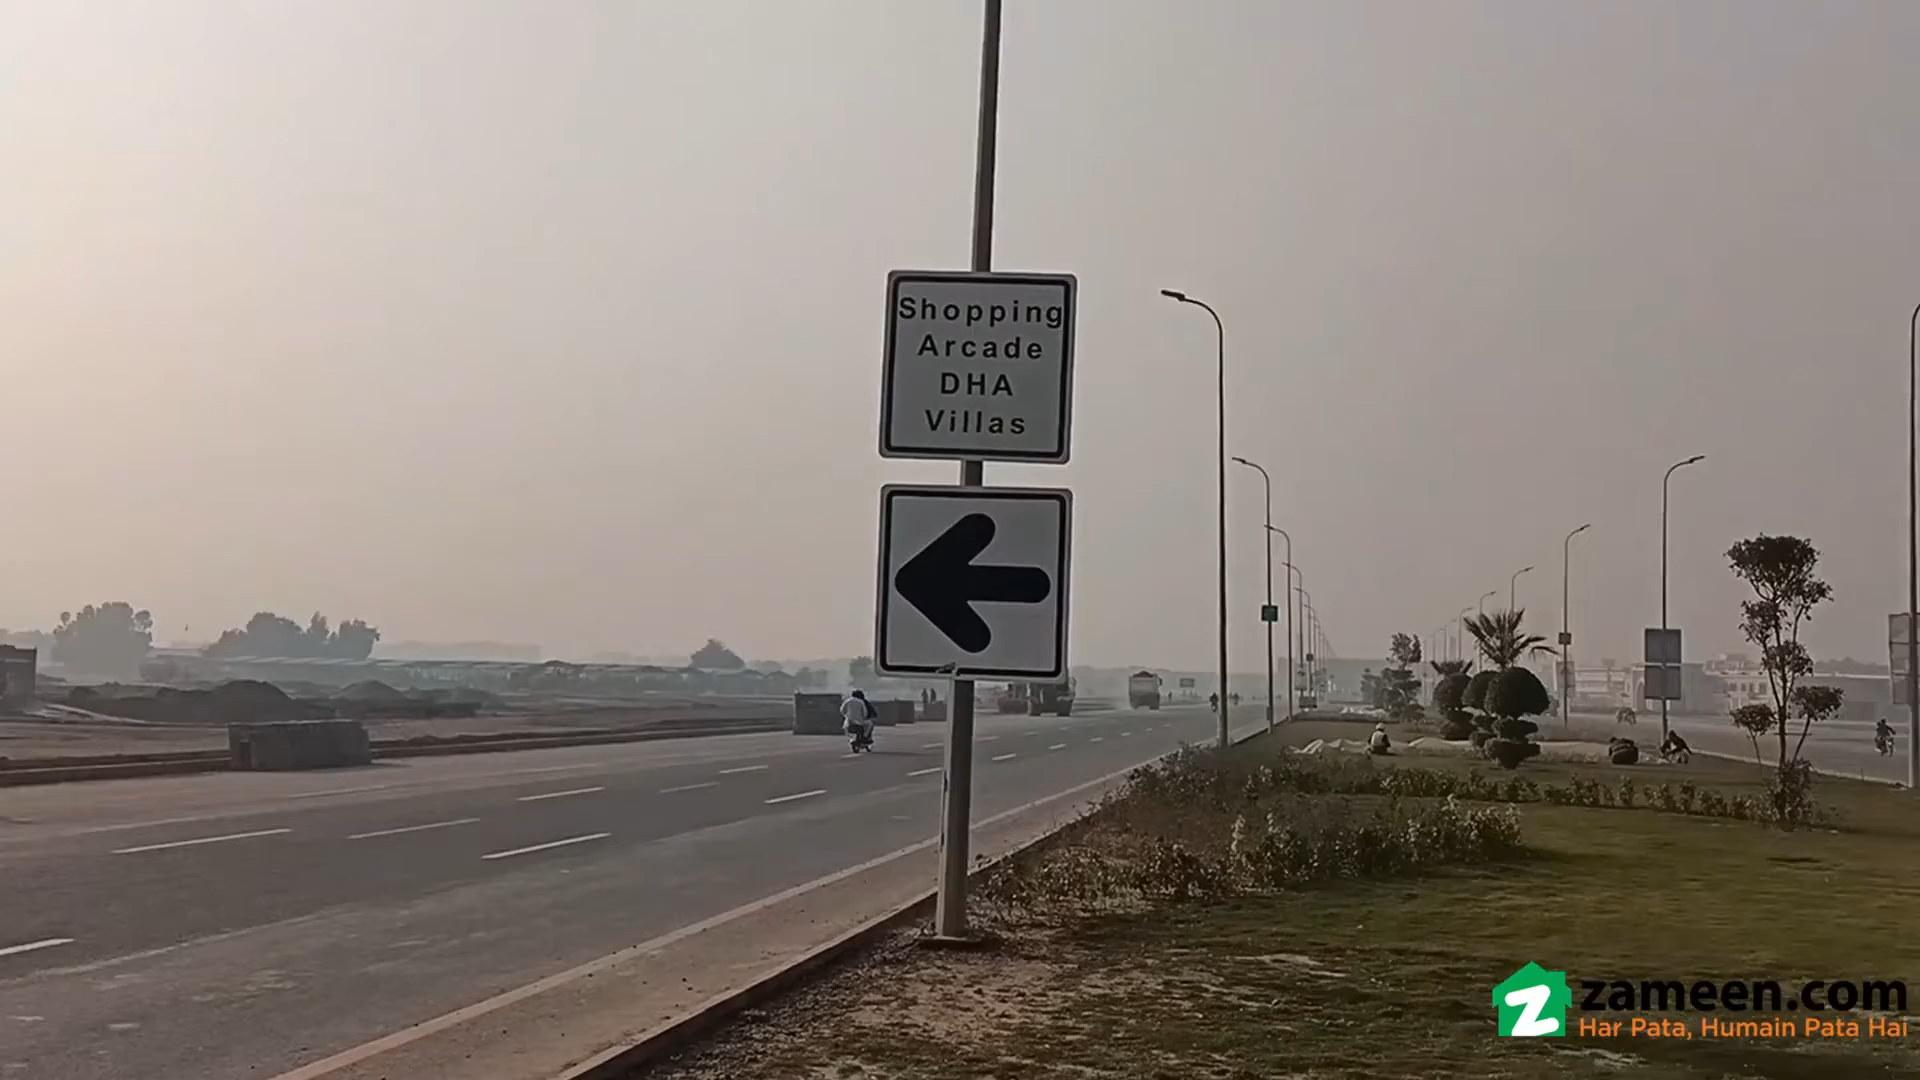 Shopping
Arcade
DHA
Villas
zameen.com
Har Pata, Humain Pata Hai